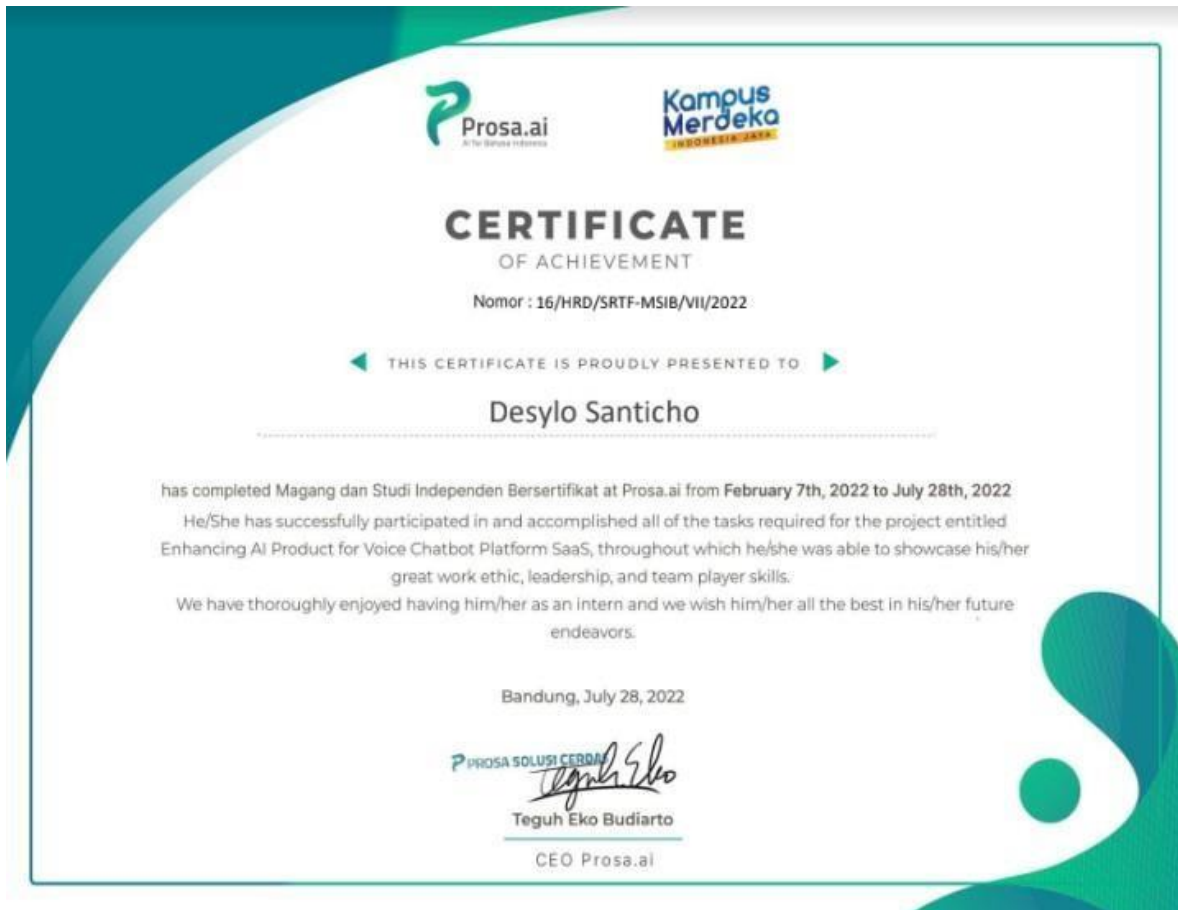 Prosa.ai
AI for Bahasa Indonesia
Kampus
Merdeka
INDONESIA JAYA
CERTIFICATE
OF ACHIEVEMENT
Nomor : 16/HRD/SRTF-MSIB/VII/2022
THIS CERTIFICATE IS PROUDLY PRESENTED TO
Desylo Santicho
has completed Magang dan Studi Independen Bersertifikat at Prosa.ai from February 7th, 2022 to July 28th, 2022
He/She has successfully participated in and accomplished all of the tasks required for the project entitled
Enhancing AI Product for Voice Chatbot Platform SaaS, throughout which he/she was able to showcase his/her
great work ethic, leadership, and team player skills.
We have thoroughly enjoyed having him/her as an intern and we wish him/her all the best in his/her future
endeavors.
Bandung, July 28, 2022
PROSA SOLUSI CERDAS
Teguh Eko
Teguh Eko Budiarto
CEO Prosa.ai